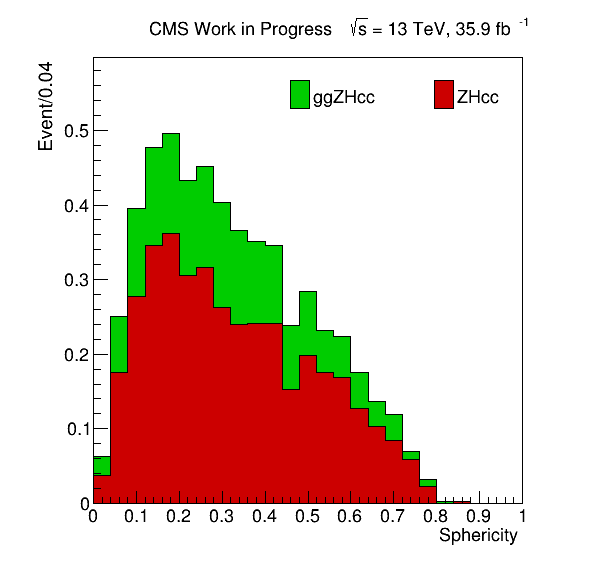 CMS Work in Progress √s = 13 TeV, 35.9 fb -1
Event/0.04
ggZHcc ZHcc
0.5
0.4
0.3
0.2
0.1
0
0 0.1 0.2 0.3 0.4 0.5 0.6 0.7 0.8 0.9 1
Sphericity